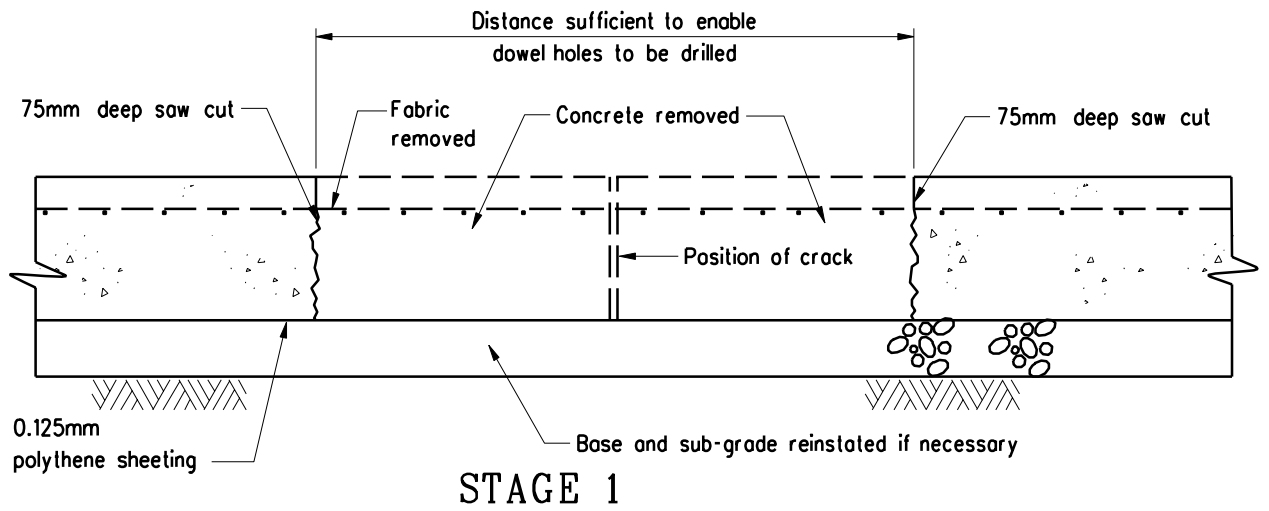 Distance sufficient to enable
dowel holes to be drilled
75mm deep saw cut
Fabric
removed
Concrete removed
75mm deep saw cut
Position of crack
0.125mm
polythene sheeting
Base and sub-grade reinstated if necessary
STAGE 1